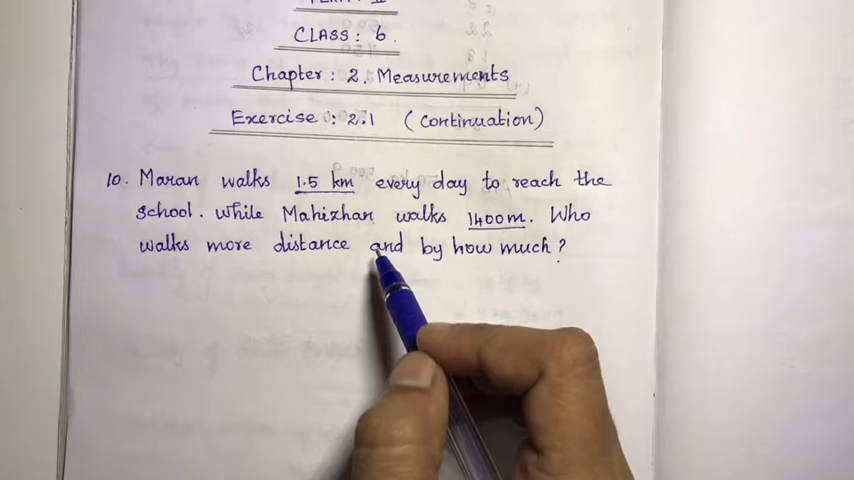 CLASS: 6.
Chapter: 2. Measurements
Exercise: 2.1 (Continuation)
10. Maran walks 1.5 km every day to reach the
school. while Mahizhan walks 1400m. Who
walks more distance and by how much?